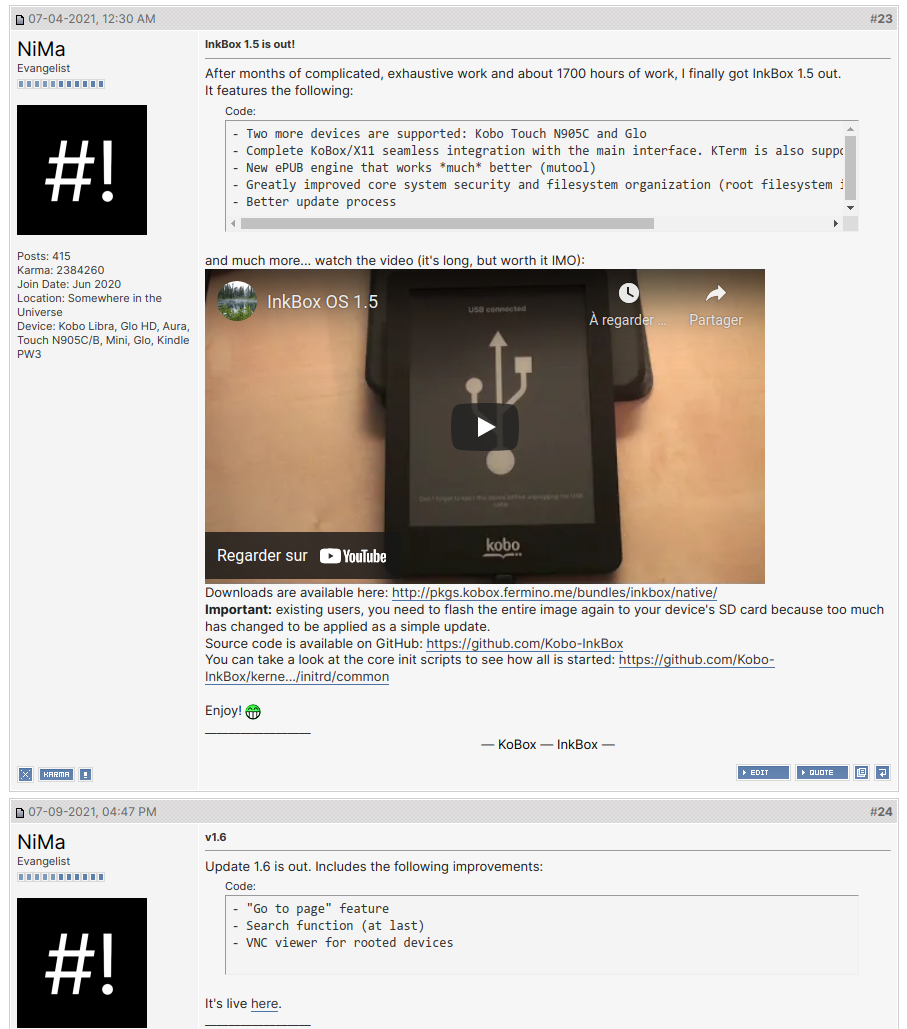 07-04-2021, 12:30 AM #23
NiMa
Evangelist
#!
Posts: 415
Karma: 2384260
Join Date: Jun 2020
Location: Somewhere in the
Universe
Device: Kobo Libra, Glo HD, Aura,
Touch N905C/B, Mini, Glo, Kindle
PW3
InkBox 1.5 is out!
After months of complicated, exhaustive work and about 1700 hours of work, I finally got InkBox 1.5 out.
It features the following:
Code:
- Two more devices are supported: Kobo Touch N905C and Glo
- Complete KoBox/X11 seamless integration with the main interface. KTerm is also suppo
- New ePUB engine that works *much* better (mutool)
- Greatly improved core system security and filesystem organization (root filesystem i
- Better update process
and much more... watch the video (it's long, but worth it IMO):
InkBox OS 1.5
À regarder ...
Partager
USB connected
kobo
Regarder sur YouTube
Downloads are available here: http://pkgs.kobox.fermino.me/bundles/inkbox/native/
Important: existing users, you need to flash the entire image again to your device's SD card because too much
has changed to be applied as a simple update.
Source code is available on GitHub: https://github.com/Kobo-InkBox
You can take a look at the core init scripts to see how all is started: https://github.com/Kobo-
InkBox/kerne.../initrd/common
Enjoy!
— KoBox — InkBox —
KARMA !
EDIT QUOTE
07-09-2021, 04:47 PM #24
NiMa
Evangelist
#!
v1.6
Update 1.6 is out. Includes the following improvements:
Code:
- "Go to page" feature
- Search function (at last)
- VNC viewer for rooted devices
It's live here.